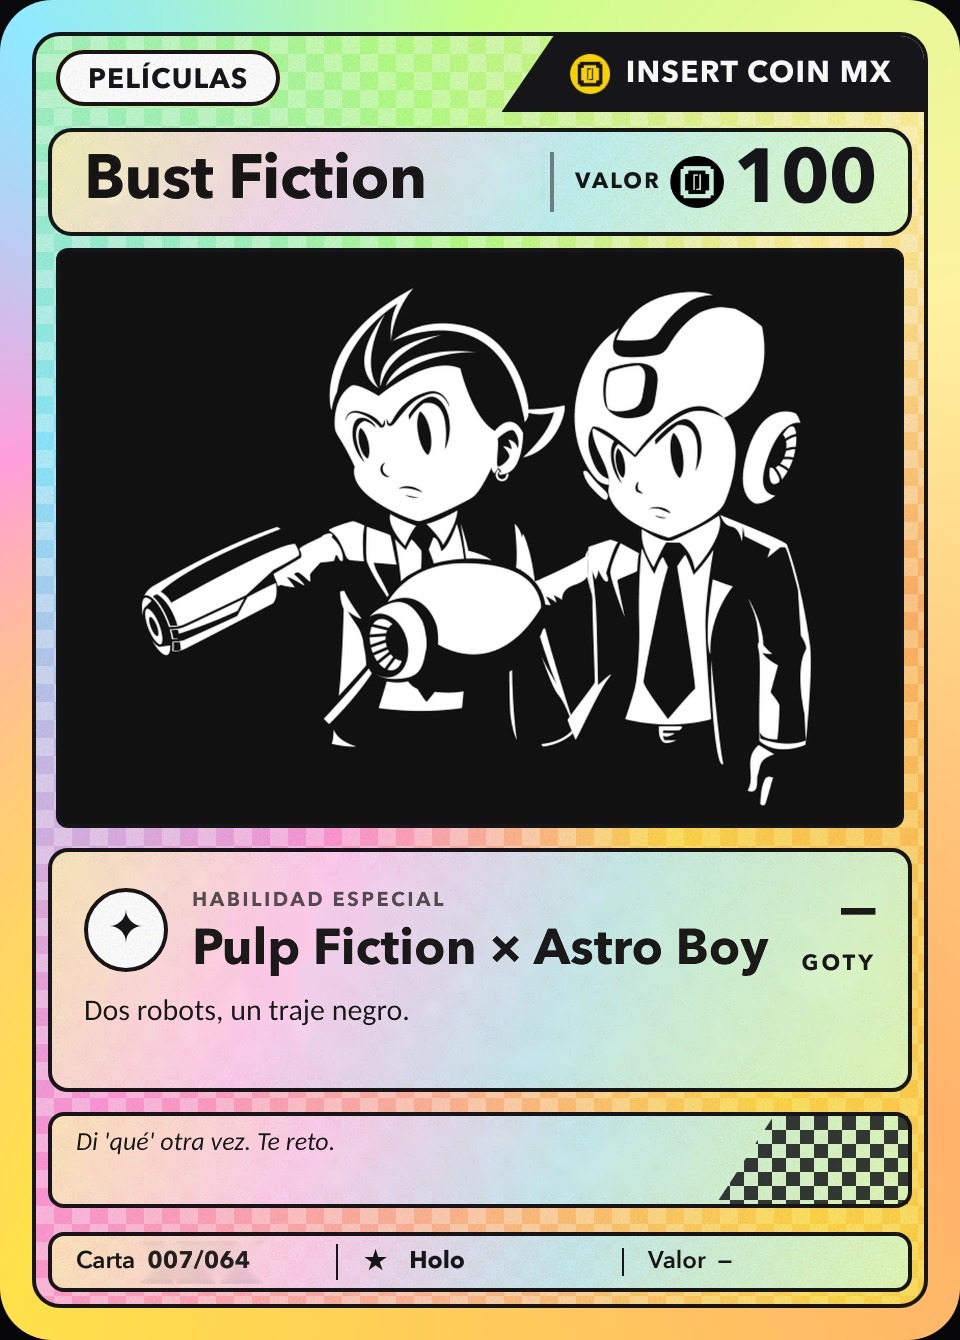 PELÍCULAS
INSERT COIN MX
Bust Fiction
VALOR 100
HABILIDAD ESPECIAL
Pulp Fiction × Astro Boy
—
GOTY
Dos robots, un traje negro.
Di 'qué' otra vez. Te reto.
Carta 007/064
★ Holo
Valor –